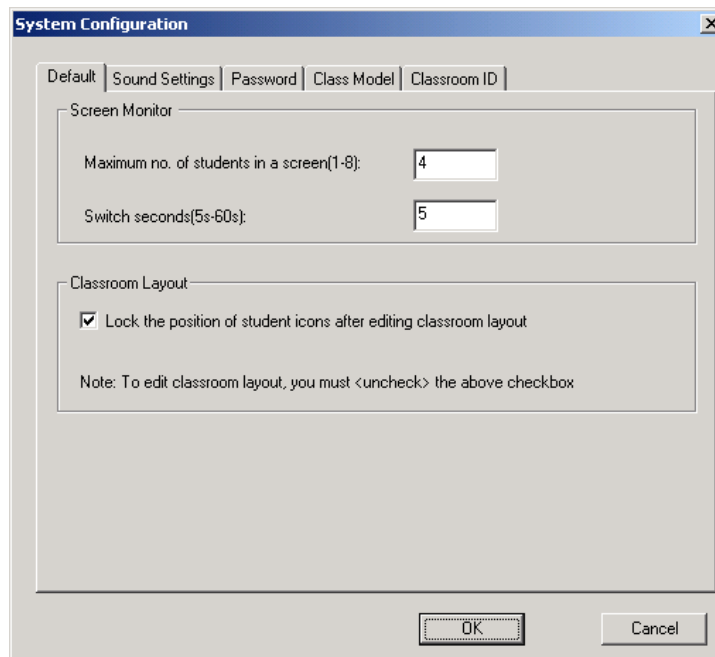 System Configuration
Default Sound Settings Password Class Model Classroom ID
Screen Monitor
Maximum no. of students in a screen(1-8): 4
Switch seconds(5s-60s): 5
Classroom Layout
Lock the position of student icons after editing classroom layout
Note: To edit classroom layout, you must <uncheck> the above checkbox
OK Cancel